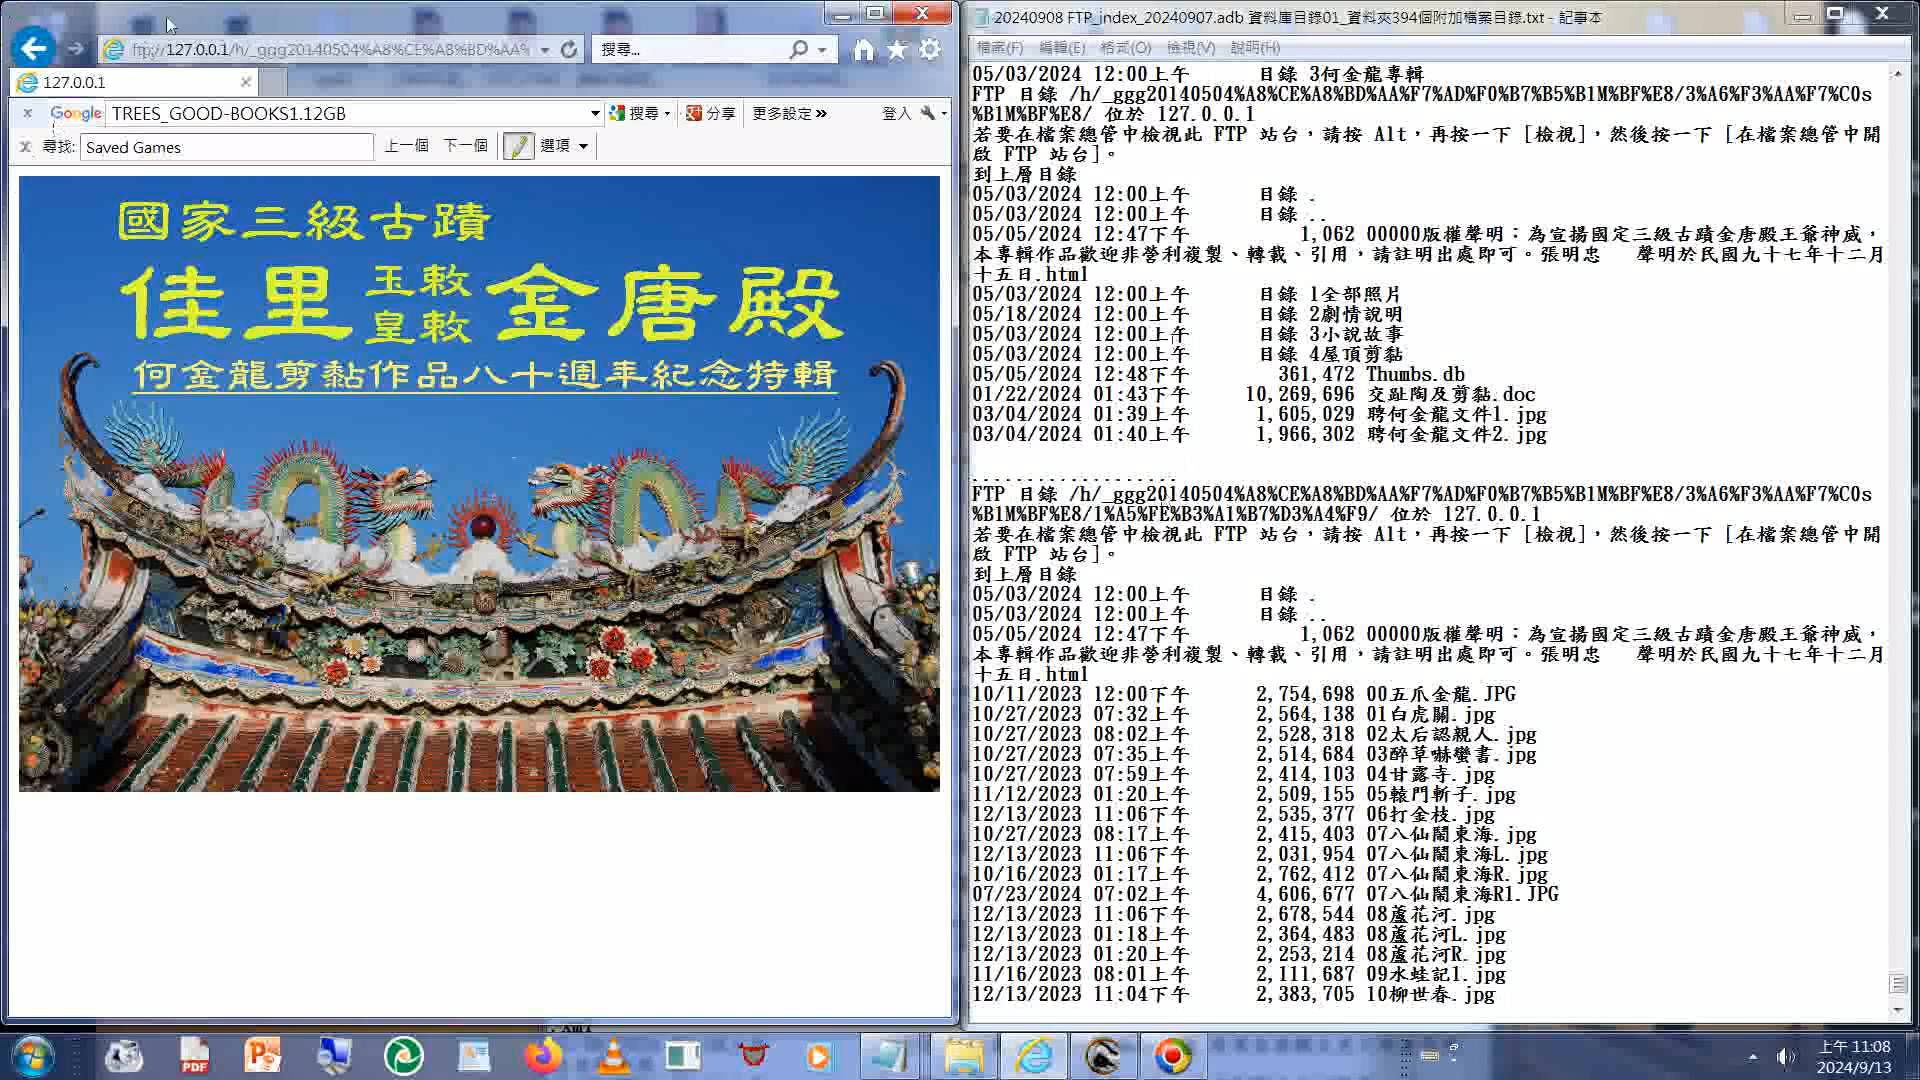 ftp://127.0.0.1/h/_ggg20140504%A8%CE%A8%BD%AA%
搜尋...
127.0.0.1
Google
TREES_GOOD-BOOKS1.12GB
搜尋
分享
更多設定
登入
尋找:
Saved Games
上一個
下一個
選項
國家三級古蹟
佳里
玉敕
皇敕
金唐殿
何金龍剪黏作品八十週年紀念特輯
20240908 FTP_index_20240907.adb 資料庫目錄01_資料夾394個附加檔案目錄.txt - 記事本
檔案(F) 編輯(E) 格式(O) 檢視(V) 說明(H)
05/03/2024 12:00上午 目錄 3何金龍專輯
FTP 目錄 /h/_ggg20140504%A8%CE%A8%BD%AA%F7%AD%F0%B7%B5%B1M%BF%E8/3%A6%F3%AA%F7%C0s
%B1M%BF%E8/ 位於 127.0.0.1
若要在檔案總管中檢視此 FTP 站台，請按 Alt，再按一下 [檢視]，然後按一下 [在檔案總管中開
啟 FTP 站台]。
到上層目錄
05/03/2024 12:00上午 目錄 .
05/03/2024 12:00上午 目錄 ..
05/05/2024 12:47下午 1,062 00000版權聲明：為宣揚國定三級古蹟金唐殿王爺神威，
本專輯作品歡迎非營利複製、轉載、引用，請註明出處即可。張明忠 聲明於民國九十七年十二月
十五日.html
05/03/2024 12:00上午 目錄 1全部照片
05/18/2024 12:00上午 目錄 2劇情說明
05/03/2024 12:00上午 目錄 3小說故事
05/03/2024 12:00上午 目錄 4屋頂剪黏
05/05/2024 12:48下午 361,472 Thumbs.db
01/22/2024 01:43下午 10,269,696 交趾陶及剪黏.doc
03/04/2024 01:39上午 1,605,029 聘何金龍文件1.jpg
03/04/2024 01:40上午 1,966,302 聘何金龍文件2.jpg
...................
FTP 目錄 /h/_ggg20140504%A8%CE%A8%BD%AA%F7%AD%F0%B7%B5%B1M%BF%E8/3%A6%F3%AA%F7%C0s
%B1M%BF%E8/1%A5%FE%B3%A1%B7%D3%A4%F9/ 位於 127.0.0.1
若要在檔案總管中檢視此 FTP 站台，請按 Alt，再按一下 [檢視]，然後按一下 [在檔案總管中開
啟 FTP 站台]。
到上層目錄
05/03/2024 12:00上午 目錄 .
05/03/2024 12:00上午 目錄 ..
05/05/2024 12:47下午 1,062 00000版權聲明：為宣揚國定三級古蹟金唐殿王爺神威，
本專輯作品歡迎非營利複製、轉載、引用，請註明出處即可。張明忠 聲明於民國九十七年十二月
十五日.html
10/11/2023 12:00下午 2,754,698 00五爪金龍.JPG
10/27/2023 07:32上午 2,564,138 01白虎關.jpg
10/27/2023 08:02上午 2,528,318 02太后認親人.jpg
10/27/2023 07:35上午 2,514,684 03醉草嚇蠻書.jpg
10/27/2023 07:59上午 2,414,103 04甘露寺.jpg
11/12/2023 01:20上午 2,509,155 05轅門斬子.jpg
12/13/2023 11:06下午 2,535,377 06打金枝.jpg
10/27/2023 08:17上午 2,415,403 07八仙鬧東海.jpg
12/13/2023 11:06下午 2,031,954 07八仙鬧東海L.jpg
10/16/2023 01:17上午 2,762,412 07八仙鬧東海R.jpg
07/23/2024 07:02上午 4,606,677 07八仙鬧東海R1.JPG
12/13/2023 11:06下午 2,678,544 08蘆花河.jpg
12/13/2023 01:18上午 2,364,483 08蘆花河L.jpg
12/13/2023 01:20上午 2,253,214 08蘆花河R.jpg
11/16/2023 08:01上午 2,111,687 09水蛙記1.jpg
12/13/2023 11:04下午 2,383,705 10柳世春.jpg
PDF
上午 11:08
2024/9/13